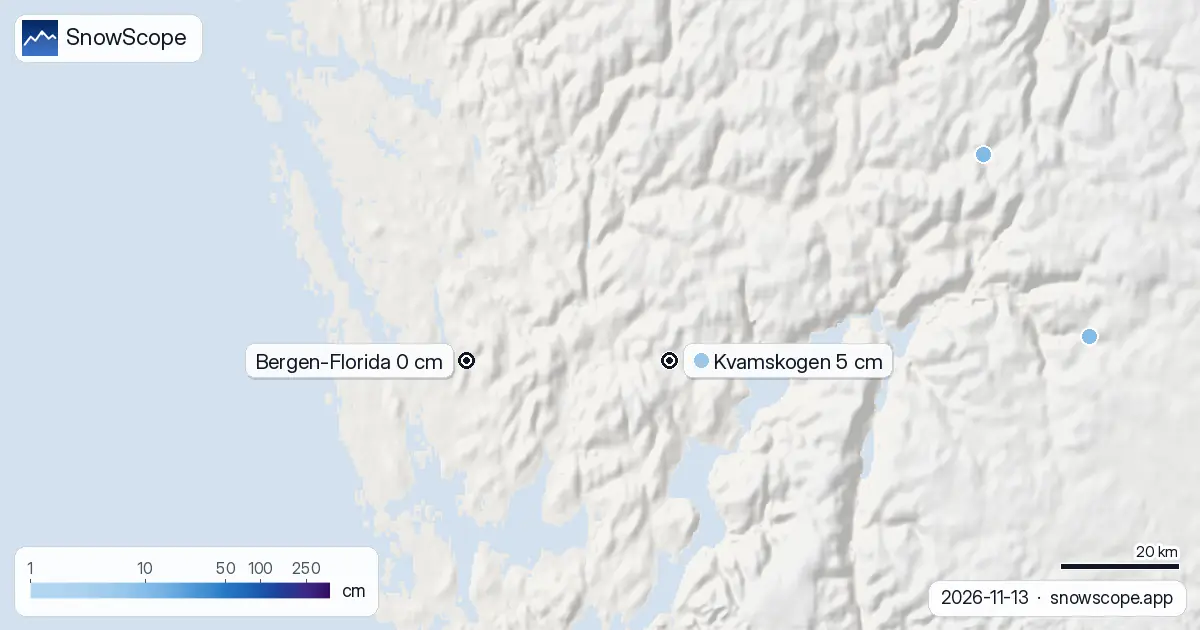 SnowScope
Bergen-Florida 0 cm
Kvamskogen 5 cm
1 10 50 100 250
cm
20 km
2026-11-13 · snowscope.app